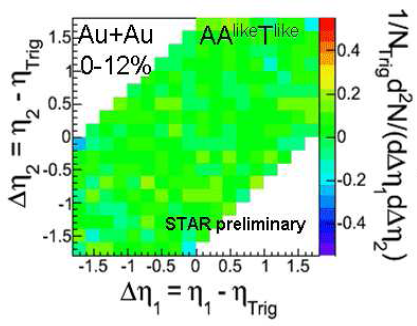 Au+Au
0-12%
AA^likeT^like
STAR preliminary
Δη₂ = η₂ - η_Trig
1.5
1
0.5
0
-0.5
-1
-1.5
-1.5 -1 -0.5 0 0.5 1 1.5
Δη₁ = η₁ - η_Trig
0.4
0.2
0
-0.2
-0.4
1/N_Trig d²N/(dΔη₁dΔη₂)